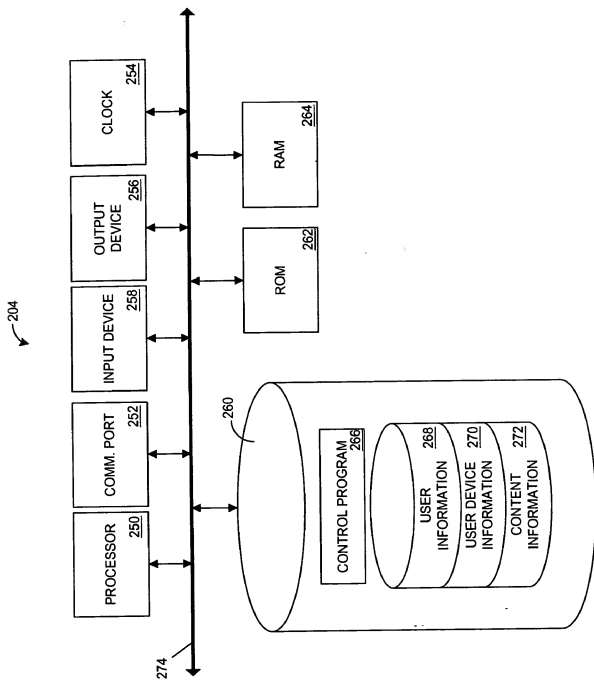 204
PROCESSOR
250
COMM. PORT
252
INPUT DEVICE
258
OUTPUT
DEVICE
256
CLOCK
254
274
260
CONTROL PROGRAM
266
USER
INFORMATION
268
USER DEVICE
INFORMATION
270
CONTENT
INFORMATION
272
ROM
262
RAM
264